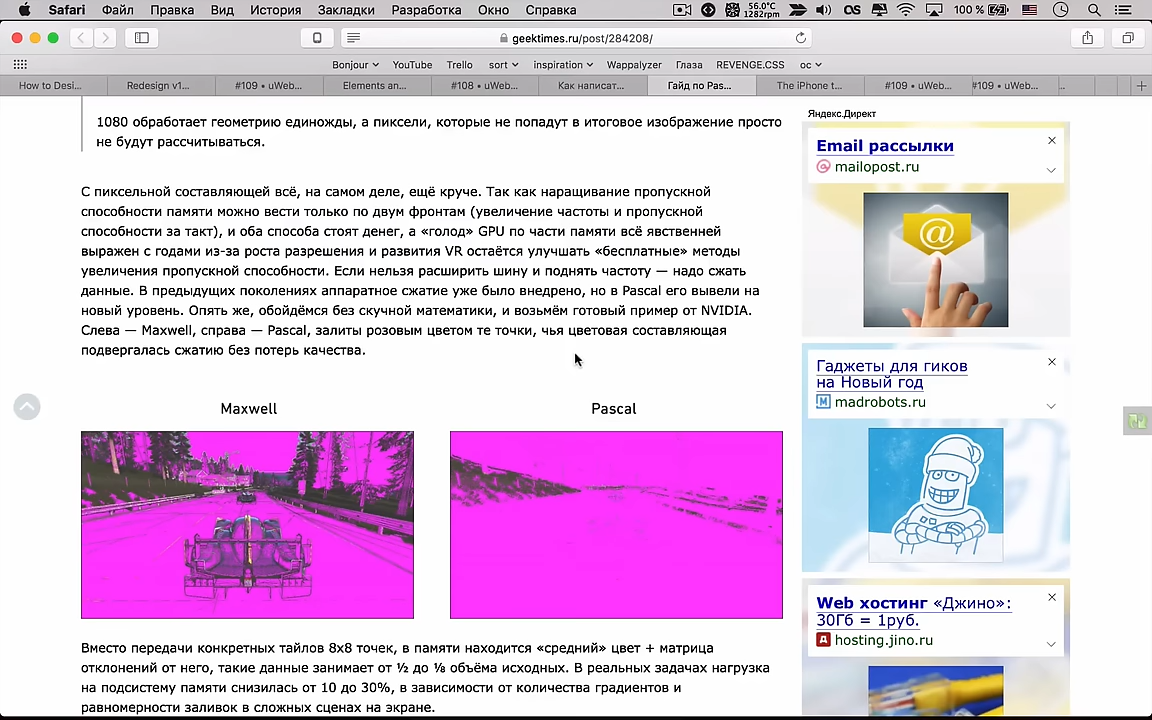 Safari Файл Правка Вид История Закладки Разработка Окно Справка
56.0°C
1282rpm
100 %
geektimes.ru/post/284208/
Bonjour YouTube Trello sort inspiration Wappalyzer Глаза REVENGE.CSS ос
How to Desi... Redesign v1... #109 ● uWeb... Elements an... #108 ● uWeb... Как написат... Гайд по Pas... The iPhone t... #109 ● uWeb... #109 ● uWeb...
1080 обработает геометрию единожды, а пиксели, которые не попадут в итоговое изображение просто
не будут рассчитываться.
С пиксельной составляющей всё, на самом деле, ещё круче. Так как наращивание пропускной
способности памяти можно вести только по двум фронтам (увеличение частоты и пропускной
способности за такт), и оба способа стоят денег, а «голод» GPU по части памяти всё явственней
выражен с годами из-за роста разрешения и развития VR остаётся улучшать «бесплатные» методы
увеличения пропускной способности. Если нельзя расширить шину и поднять частоту — надо сжать
данные. В предыдущих поколениях аппаратное сжатие уже было внедрено, но в Pascal его вывели на
новый уровень. Опять же, обойдёмся без скучной математики, и возьмём готовый пример от NVIDIA.
Слева — Maxwell, справа — Pascal, залиты розовым цветом те точки, чья цветовая составляющая
подвергалась сжатию без потерь качества.
Maxwell Pascal
Вместо передачи конкретных тайлов 8x8 точек, в памяти находится «средний» цвет + матрица
отклонений от него, такие данные занимает от ½ до ⅛ объёма исходных. В реальных задачах нагрузка
на подсистему памяти снизилась от 10 до 30%, в зависимости от количества градиентов и
равномерности заливок в сложных сценах на экране.
Яндекс.Директ
Email рассылки
mailopost.ru
@
Гаджеты для гиков
на Новый год
madrobots.ru
Web хостинг «Джино»:
30Гб = 1руб.
hosting.jino.ru